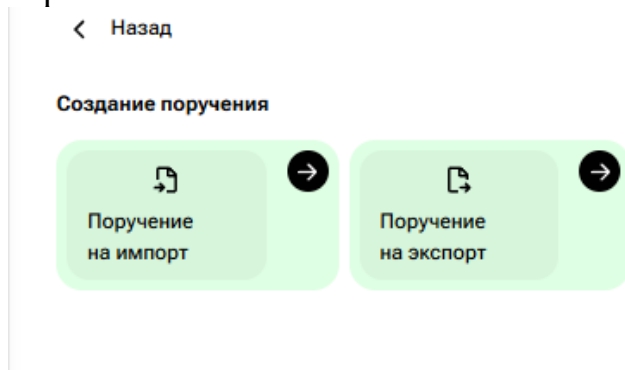 Назад
Создание поручения
Поручение
на импорт
Поручение
на экспорт